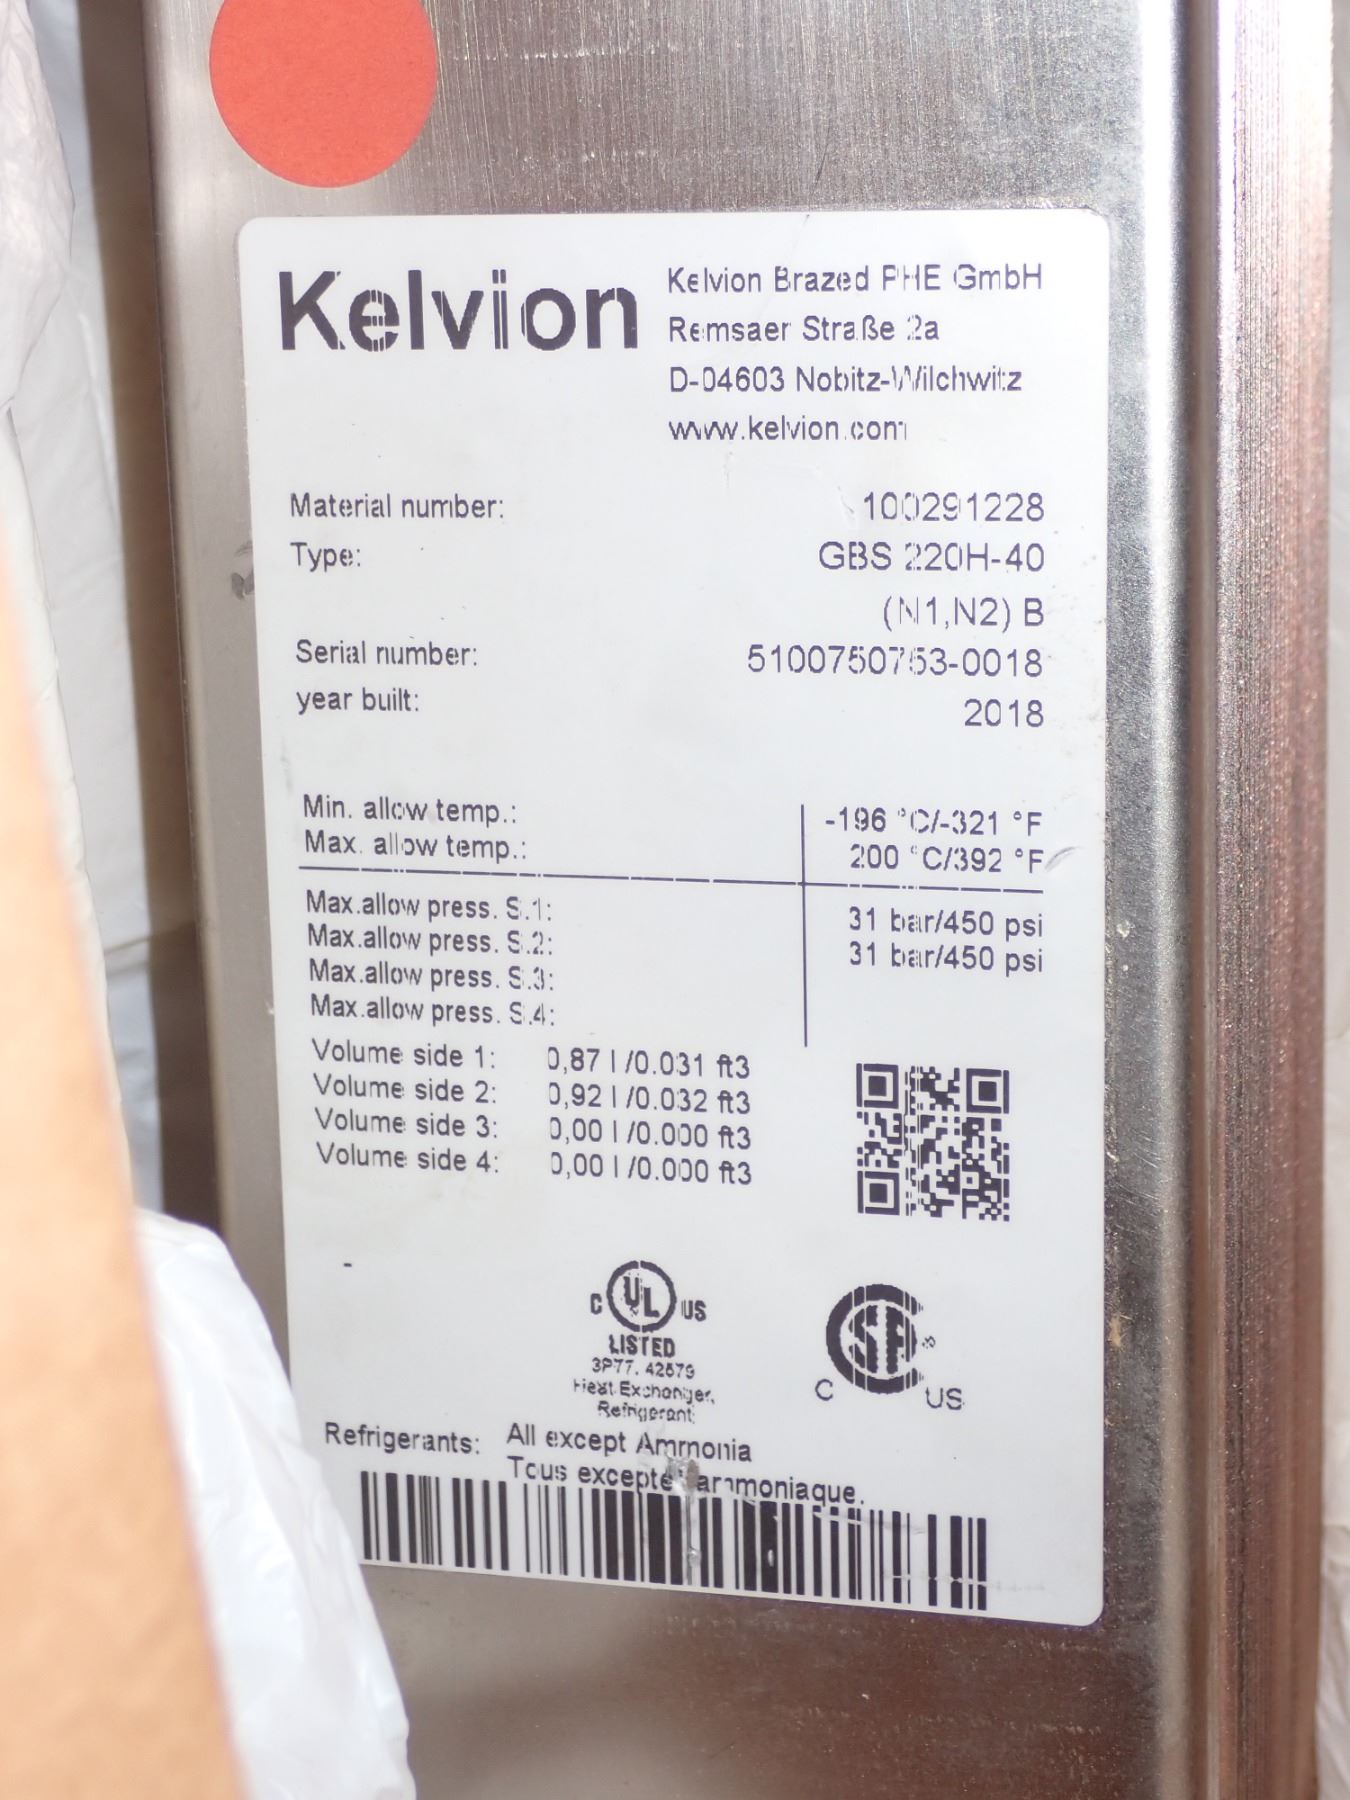 Kelvion
Kelvion Brazed PHE GmbH
Remsaer Straße 2a
D-04603 Nobitz-Wilchwitz
www.kelvion.com
Material number: 100291228
Type: GBS 220H-40
(N1,N2) B
Serial number: 5100750753-0018
year built: 2018
Min. allow temp.: -196 °C/-321 °F
Max. allow temp.: 200 °C/392 °F
Max.allow press. S.1: 31 bar/450 psi
Max.allow press. S.2: 31 bar/450 psi
Max.allow press. S.3:
Max.allow press. S.4:
Volume side 1: 0,87 l /0.031 ft3
Volume side 2: 0,92 l /0.032 ft3
Volume side 3: 0,00 l /0.000 ft3
Volume side 4: 0,00 l /0.000 ft3
-
C UL US
LISTED
3P77, 42679
Heat Exchanger,
Refrigerant
C SA US
®
Refrigerants: All except Ammonia
Tous excepté ammoniaque.